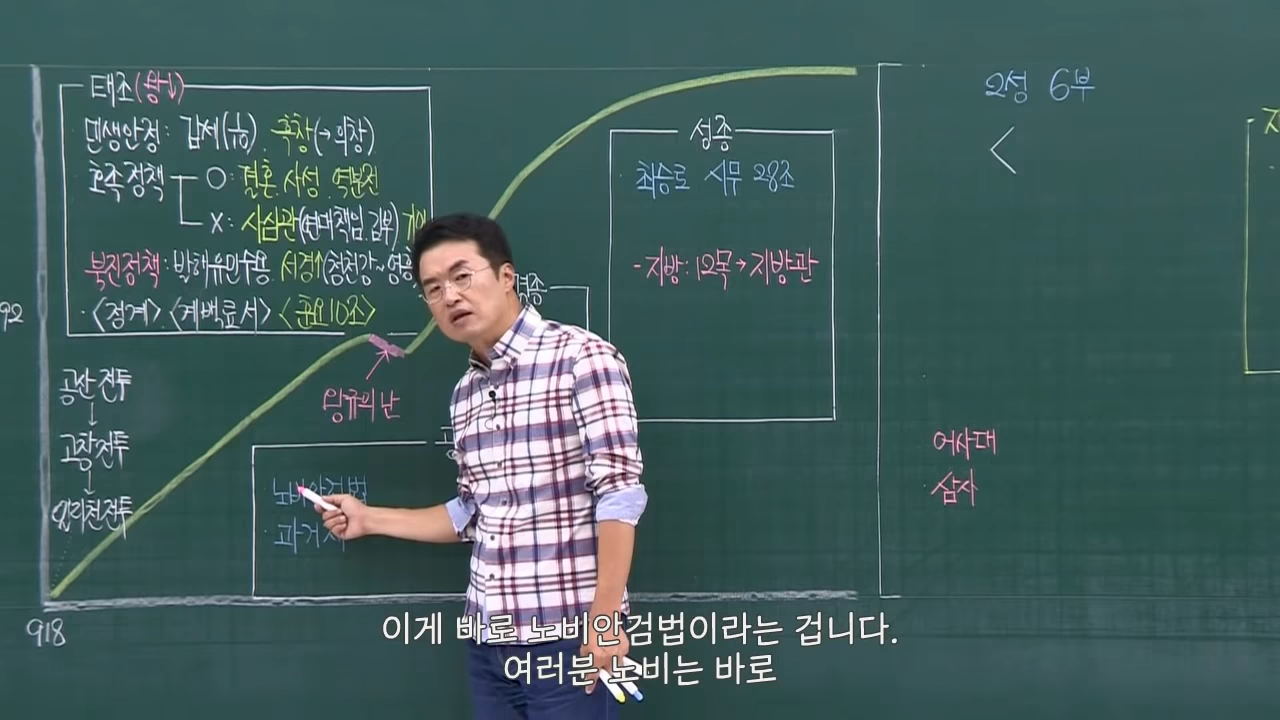 태조(왕↓)
민생안정: 감세(1/10). 흑창(→의창)
호족정책 ○: 결혼. 사성. 역분전
×: 사심관(연대책임. 김부) 기인
북진정책: 발해유민수용. 서경↑(청천강~영흥
<정계>. <계백료서> <훈요10조>
92
공산전투
↓
고창전투
↓
일리천전투
918
왕규의 난
경종
노비안검법
과거제
성종
최승로 시무 28조
- 지방: 12목 → 지방관
2성 6부
<
어사대
삼사
이게 바로 노비안검법이라는 겁니다.
여러분 노비는 바로